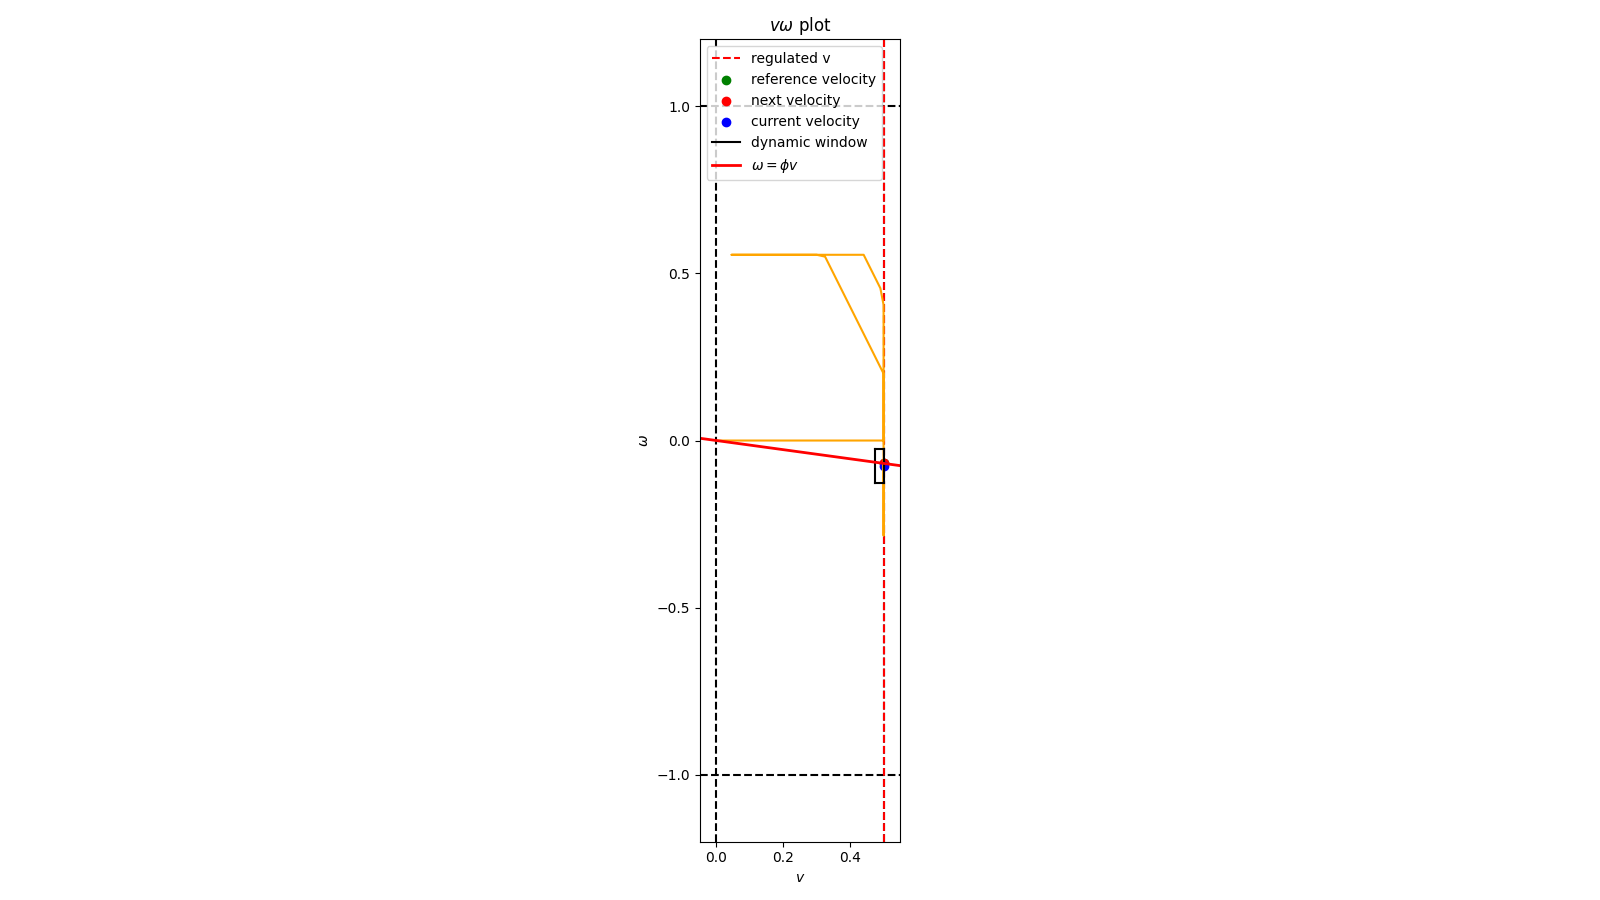 vω plot
regulated v
reference velocity
next velocity
current velocity
dynamic window
ω = ϕv
1.0
0.5
0.0
−0.5
−1.0
ω
0.0 0.2 0.4
v